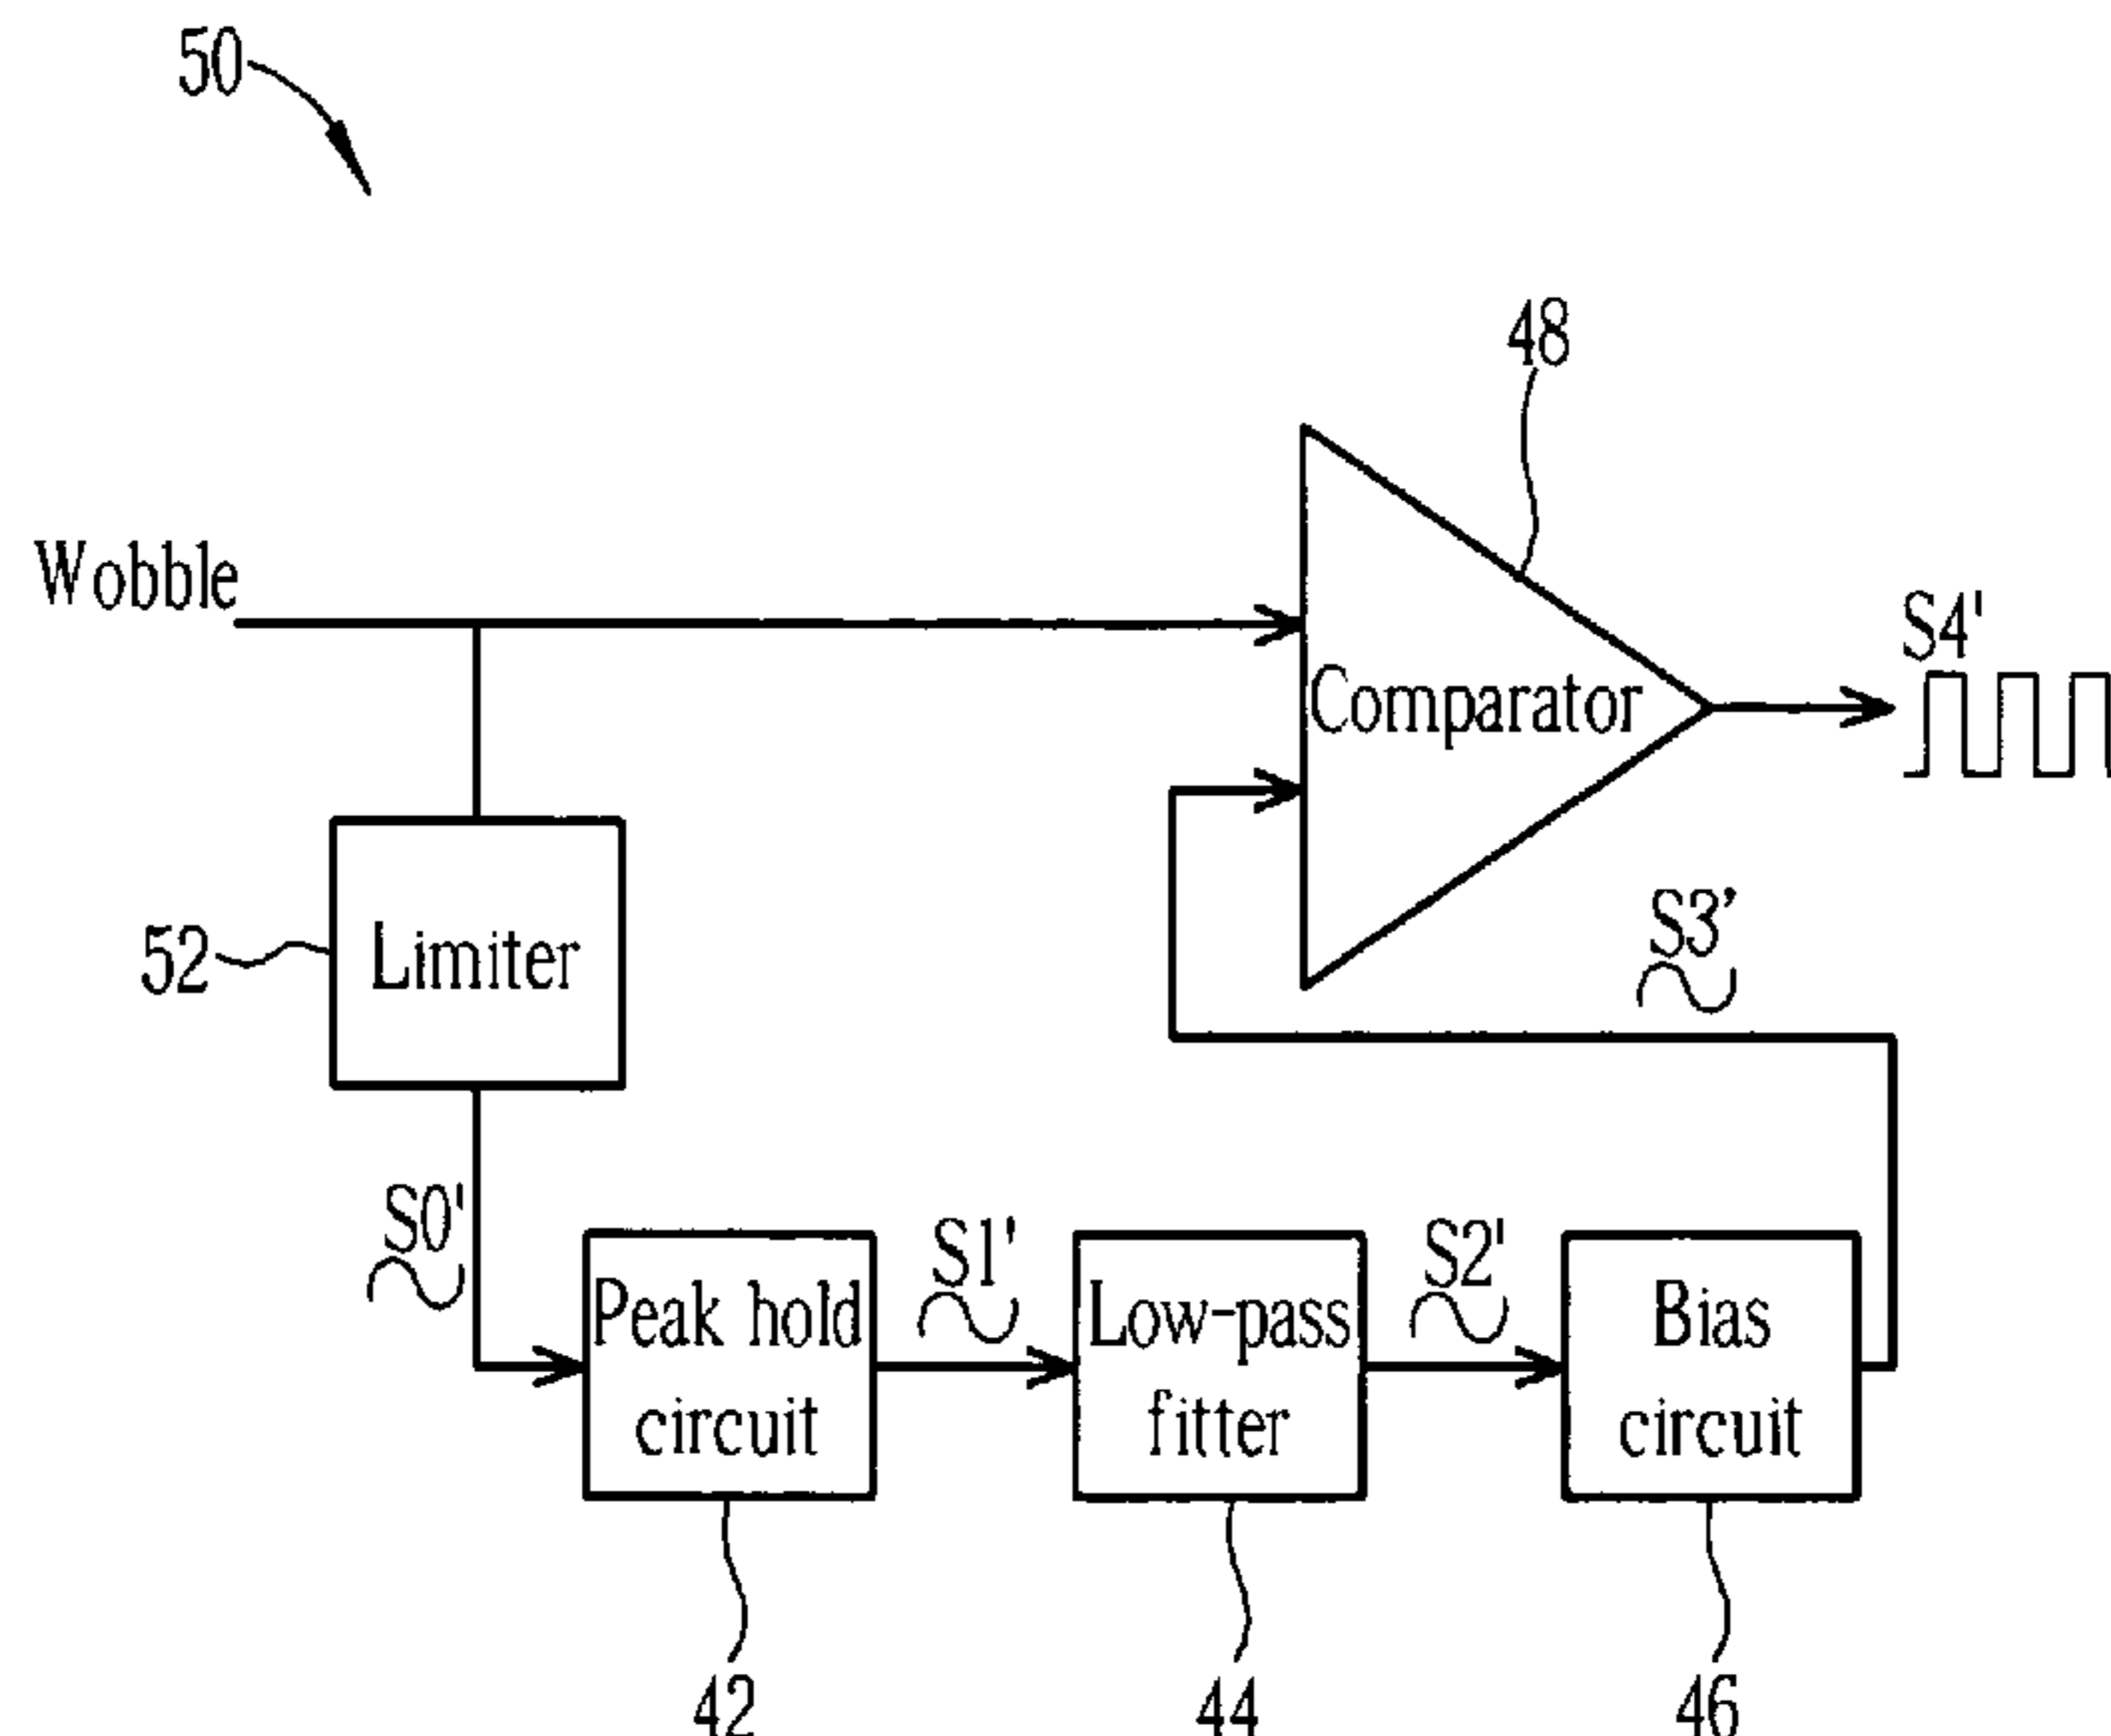 50
48
Wobble
S4'
Comparator
S3’
52
Limiter
S0'
Peak hold
circuit
S1'
Low-pass
fitter
S2'
Bias
circuit
42
44
46